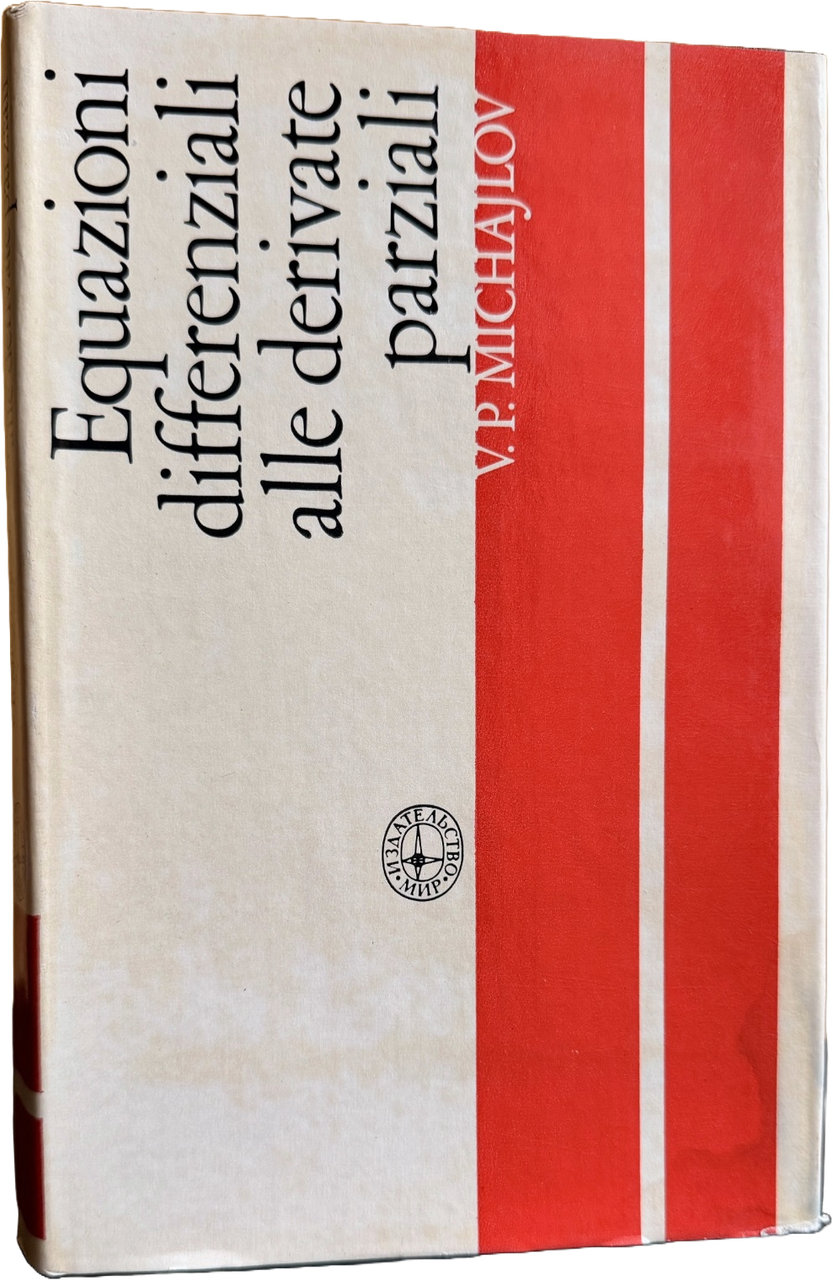 Equazioni
differenziali
alle derivate
parziali
V. P. MICHAJLOV
ИЗДАТЕЛЬСТВО
• МИР •